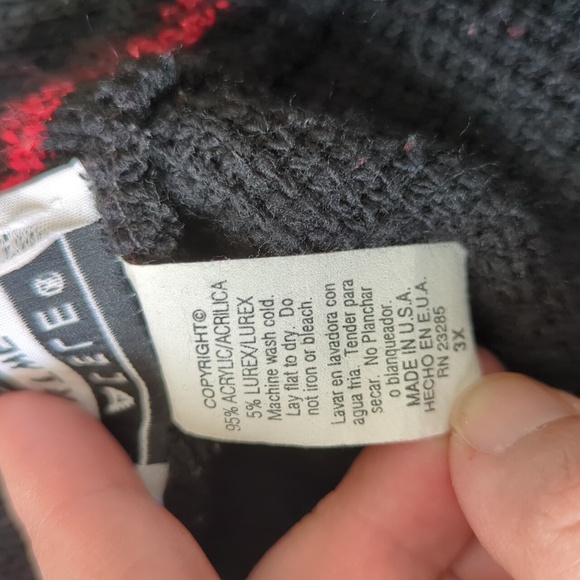 COPYRIGHT©
95% ACRYLIC/ACRILICA
5% LUREX/LUREX
Machine wash cold.
Lay flat to dry. Do
not iron or bleach.
Lavar en lavadora con
agua fria. Tender para
secar. No Planchar
o blanqueador.
MADE IN U.S.A.
HECHO EN E.U.A.
RN 23285
3X